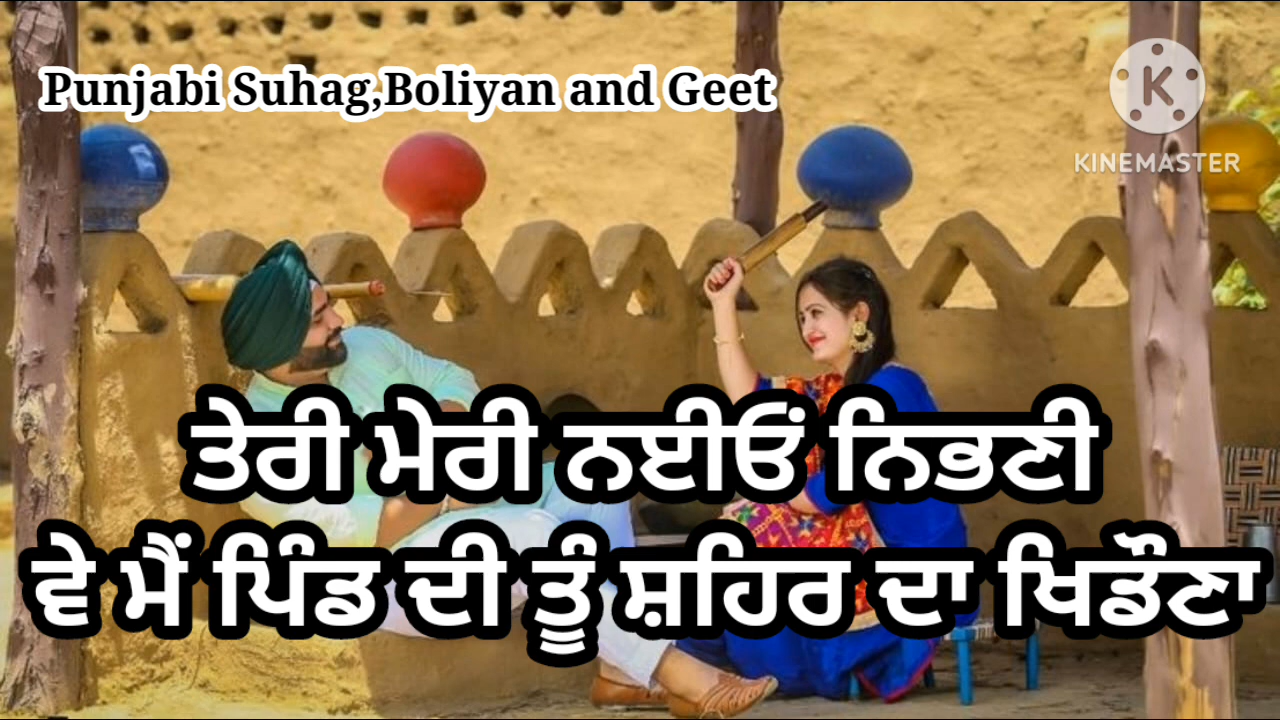 Punjabi Suhag,Boliyan and Geet
K
KINEMASTER
ਤੇਰੀ ਮੇਰੀ ਨਈਓਂ ਨਿਭਣੀ
ਵੇ ਮੈਂ ਪਿੰਡ ਦੀ ਤੂੰ ਸ਼ਹਿਰ ਦਾ ਖਿਡੌਣਾ